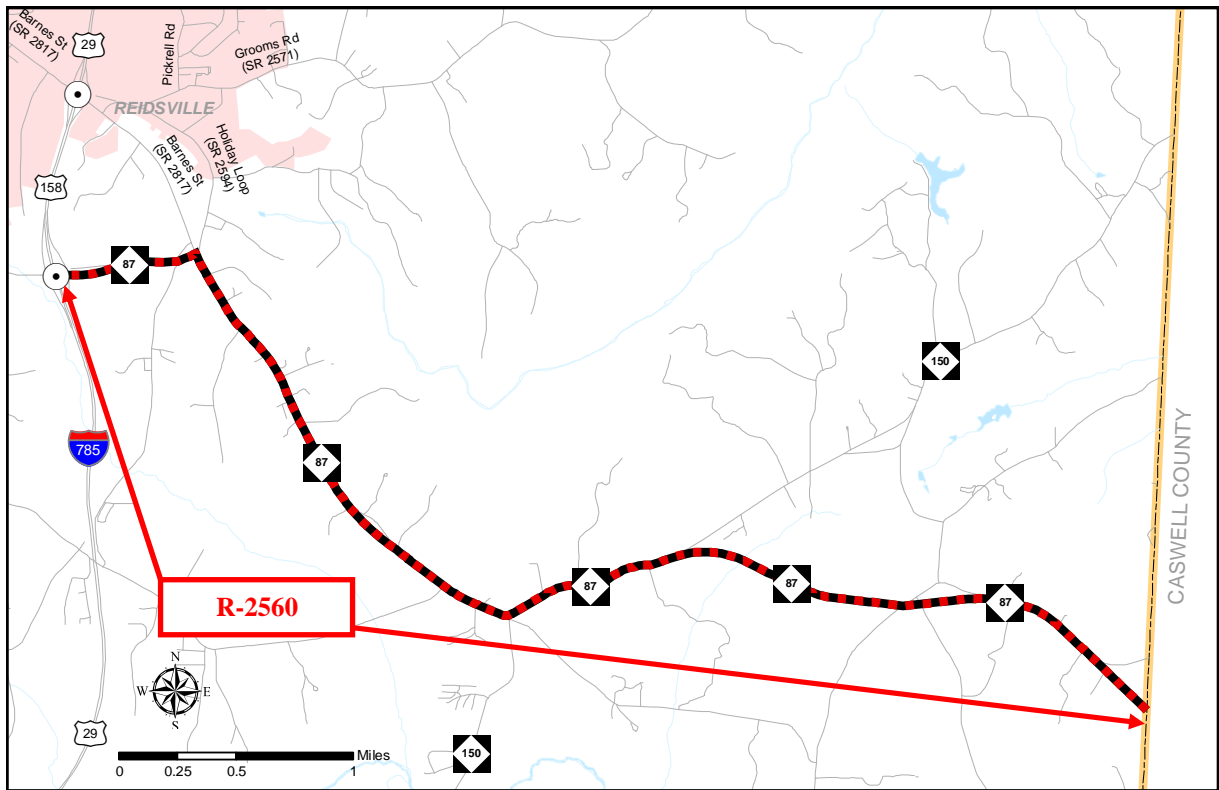 Barnes St
(SR 2817)
29
Pickrell Rd
Grooms Rd
(SR 2571)
REIDSVILLE
Barnes St
(SR 2817)
Holiday Loop
(SR 2594)
158
87
150
785
87
CASWELL COUNTY
87
87
87
R-2560
N
W
E
S
29
150
Miles
0
0.25
0.5
1